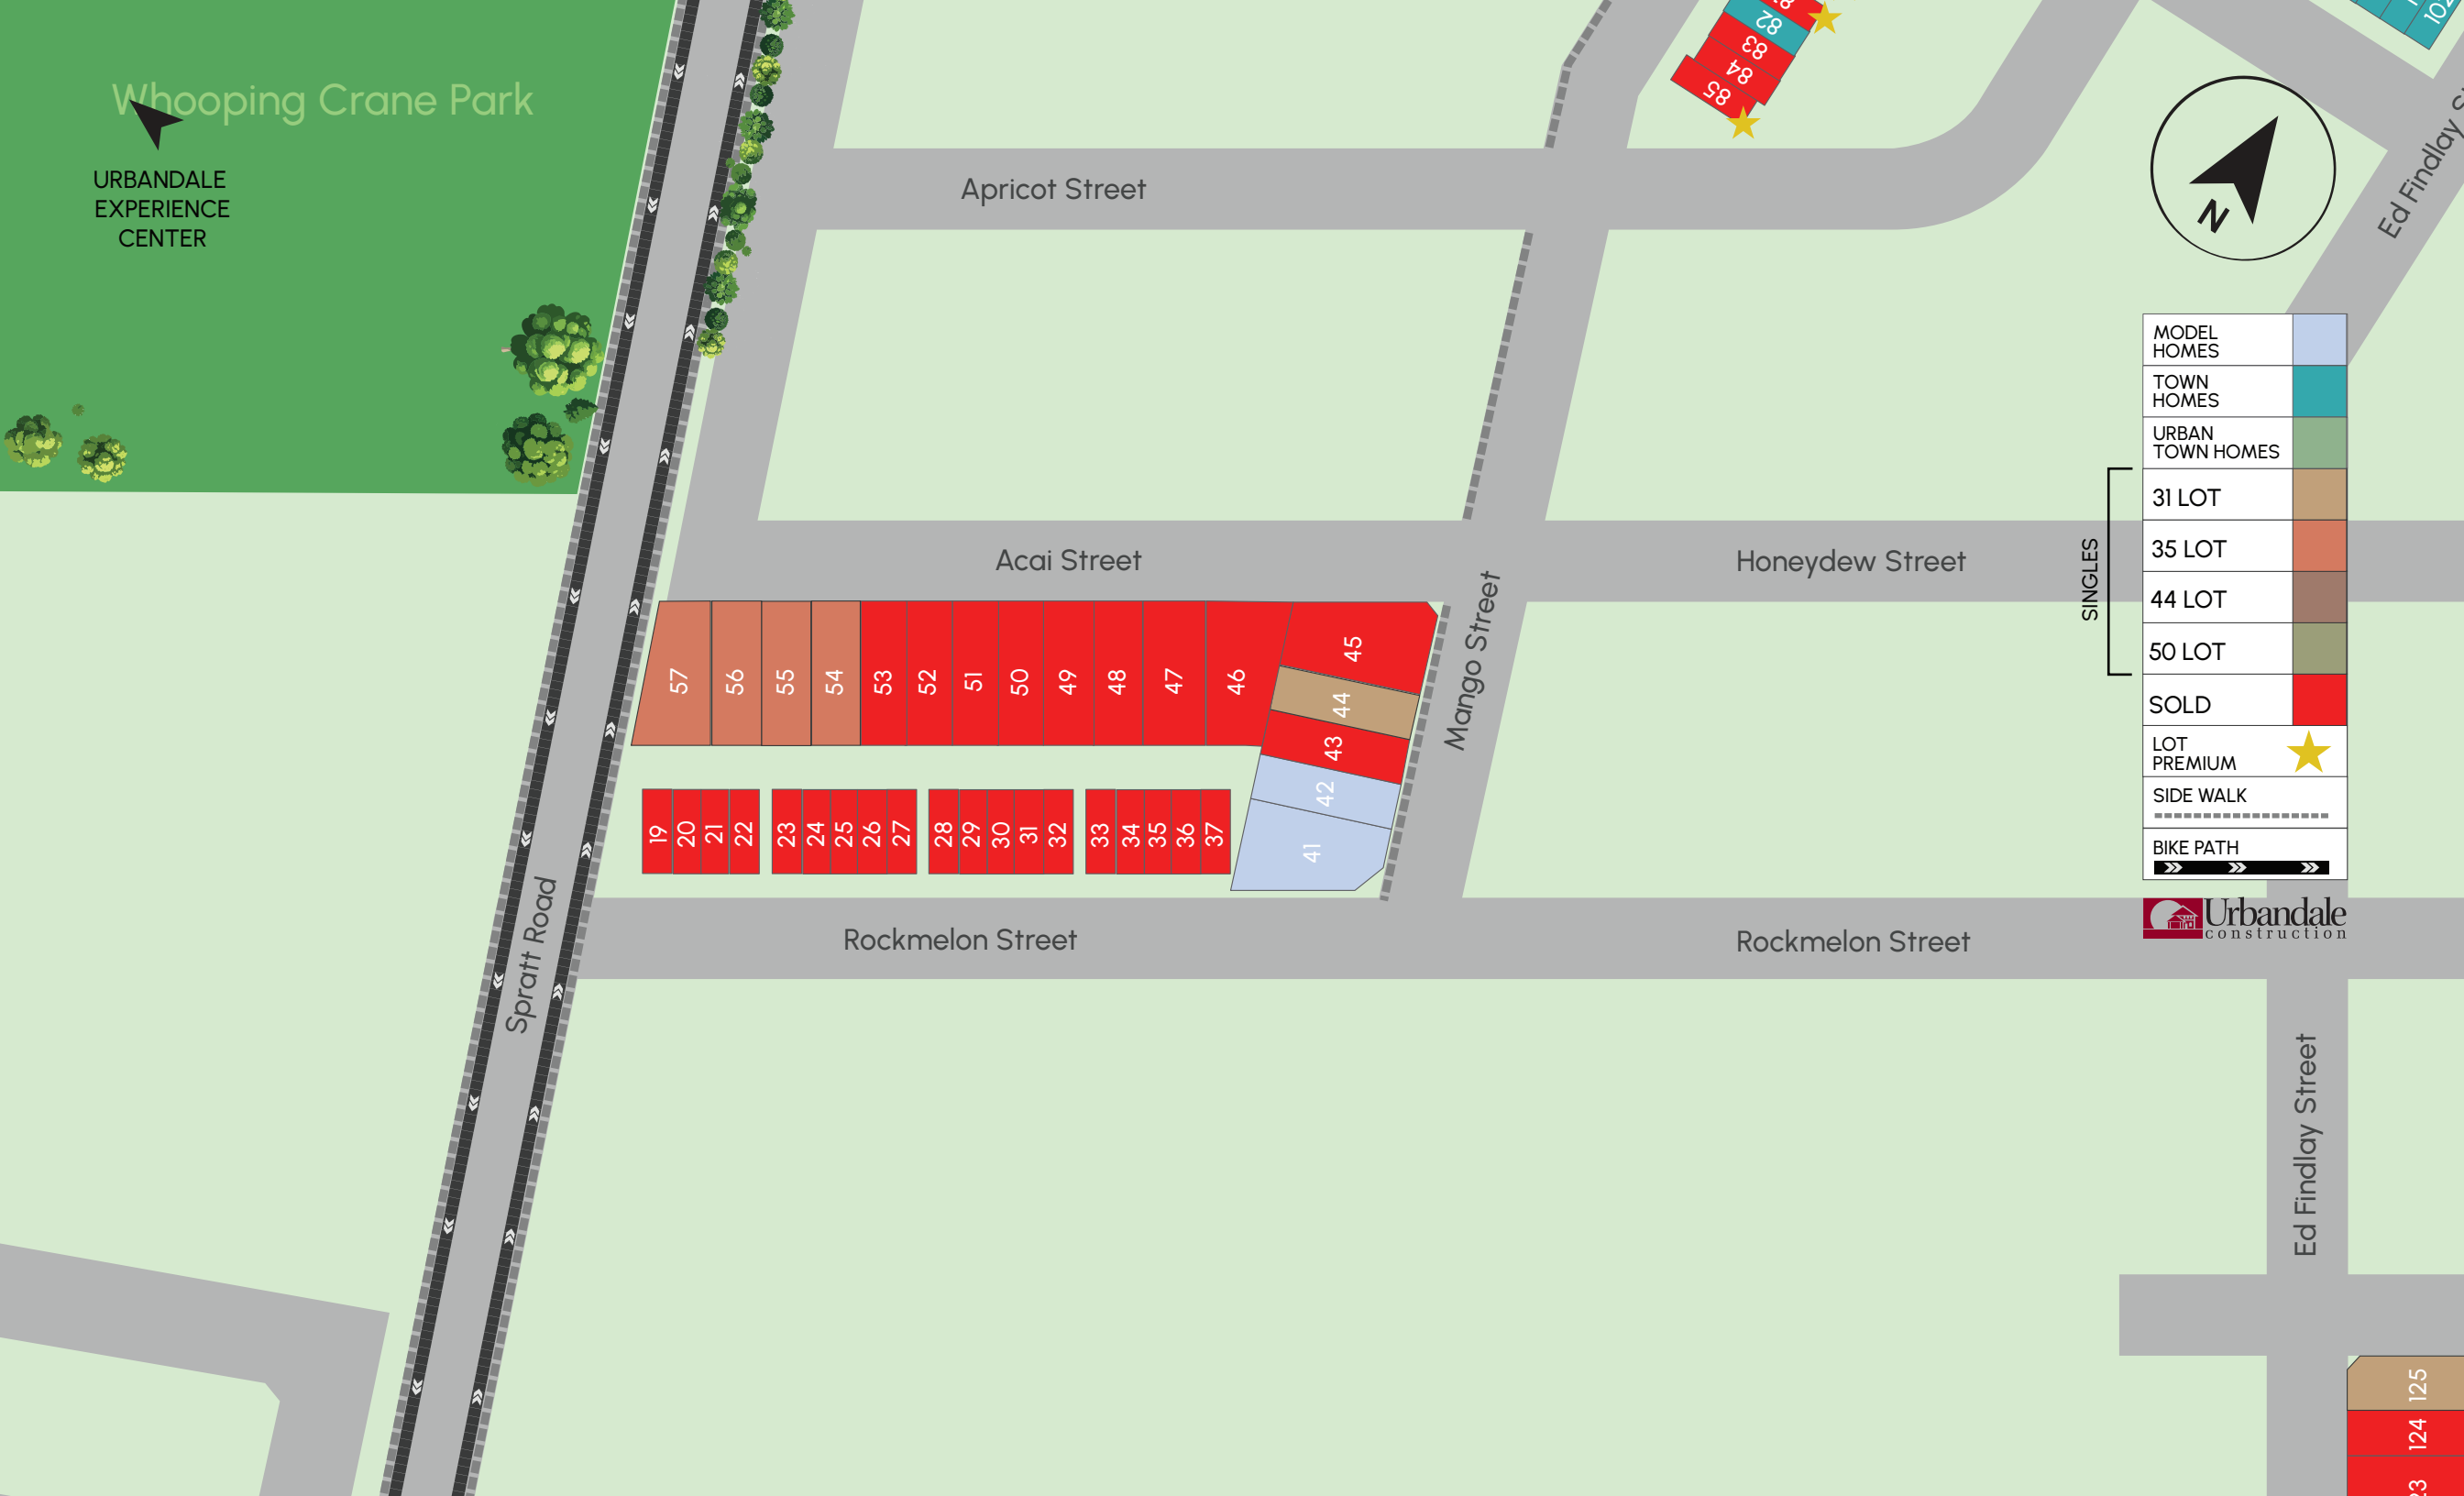 Whooping Crane Park
URBANDALE
EXPERIENCE
CENTER
82
83
84
85
Apricot Street
N
Ed Findlay
Acai Street
Honeydew Street
Mango Street
57
56
55
54
53
52
51
50
49
48
47
46
45
44
43
42
41
19
20
21
22
23
24
25
26
27
28
29
30
31
32
33
34
35
36
37
Spratt Road
Rockmelon Street
Rockmelon Street
Ed Findlay Street
MODEL
HOMES
TOWN
HOMES
URBAN
TOWN HOMES
SINGLES
31 LOT
35 LOT
44 LOT
50 LOT
SOLD
LOT
PREMIUM
SIDE WALK
BIKE PATH
Urbandale
construction
125
124